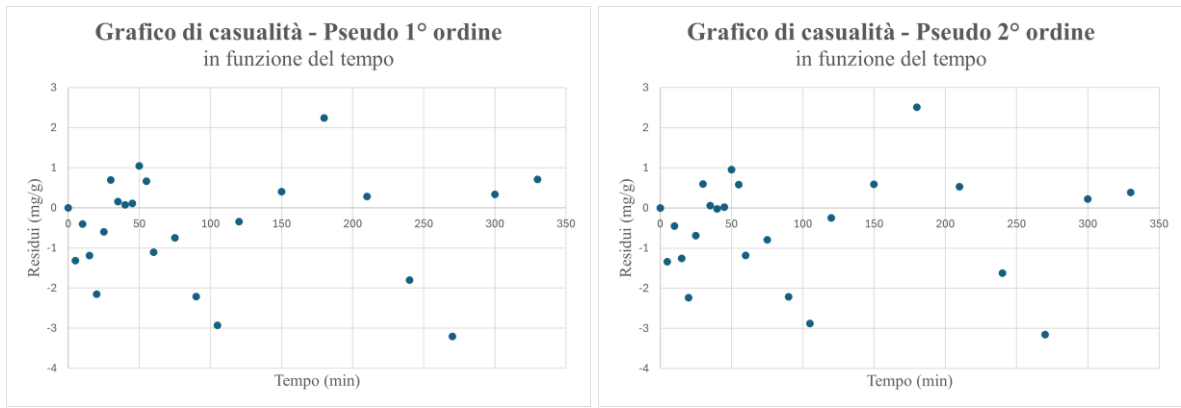 Grafico di casualità - Pseudo 1° ordine
in funzione del tempo
3
2
1
0
-1
-2
-3
-4
0 50 100 150 200 250 300 350
Residui (mg/g)
Tempo (min)
Grafico di casualità - Pseudo 2° ordine
in funzione del tempo
3
2
1
0
-1
-2
-3
-4
0 50 100 150 200 250 300 350
Residui (mg/g)
Tempo (min)